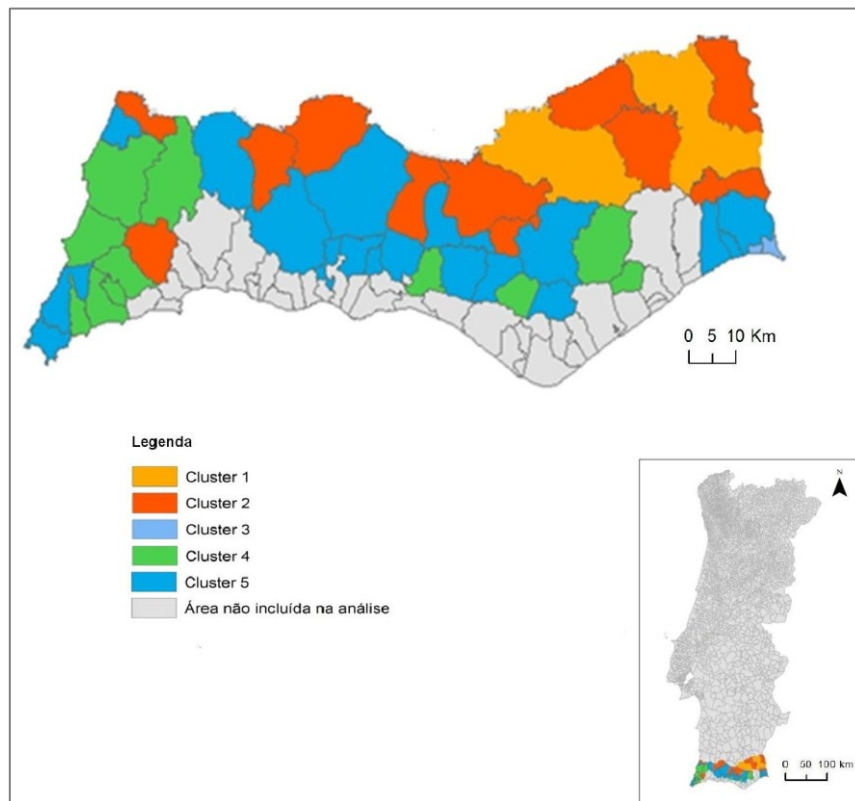 0 5 10 Km
Legenda
Cluster 1
Cluster 2
Cluster 3
Cluster 4
Cluster 5
Área não incluída na análise
N
0 50 100 km